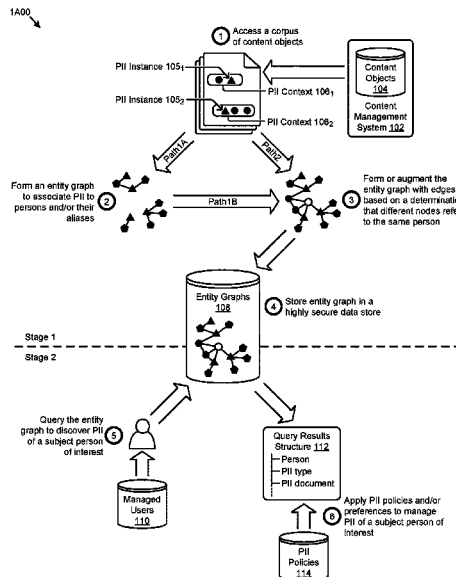 1A00
1 Access a corpus
of content objects
PII Instance 105₁
PII Context 106₁
PII Instance 105₂
PII Context 106₂
Content
Objects
104
Content
Management
System 102
Path1A
Path2
Form an entity graph
to associate PII to
persons and/or their
aliases
2
Path1B
3
Form or augment the
entity graph with edges
based on a
that different nodes
to the same person
Entity Graphs
108
4 Store entity graph in a
highly secure data store
Stage 1
Stage 2
Query the entity
graph to discover PII
of a subject person
of interest
5
Managed
Users
110
Query Results
Structure 112
Person
PII type
PII document
6 Apply PII policies and/or
preferences to manage
PII of a subject person of
interest
PII
Policies
114